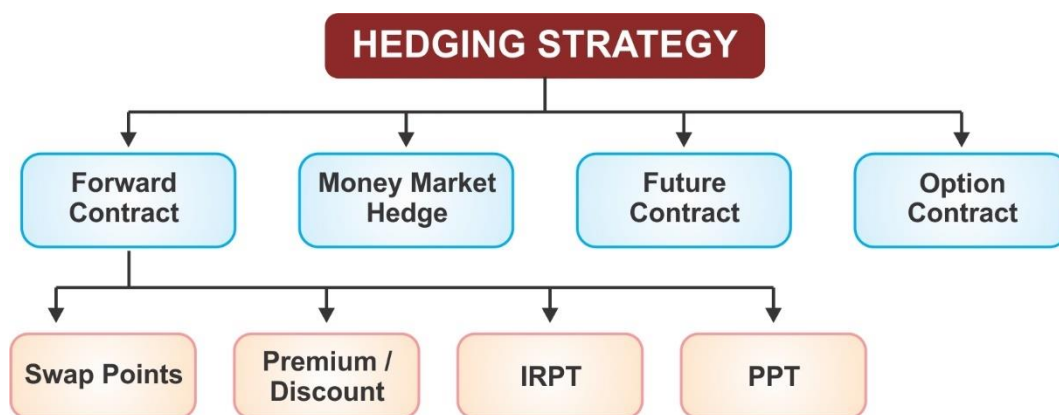 HEDGING STRATEGY
Forward
Contract
Money Market
Hedge
Future
Contract
Option
Contract
Swap Points
Premium /
Discount
IRPT
PPT